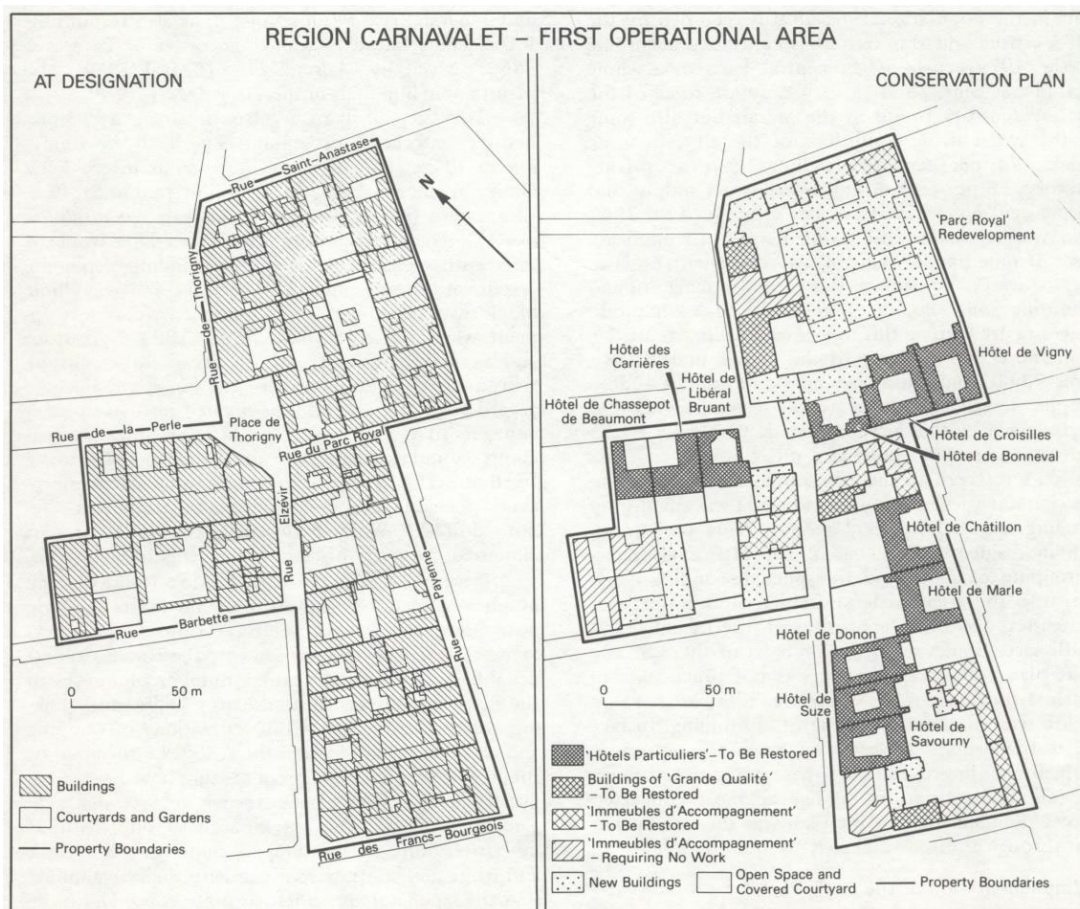 REGION CARNAVALET – FIRST OPERATIONAL AREA
AT DESIGNATION
Rue Saint-Anastase
N
Rue de Thorigny
Rue de la Perle
Place de
Thorigny
Rue du Parc Royal
Rue Elzévir
Rue Payenne
Rue Barbette
0 50 m
Rue des Francs-Bourgeois
Buildings
Courtyards and Gardens
Property Boundaries
CONSERVATION PLAN
'Parc Royal'
Redevelopment
Hôtel des
Carrières
Hôtel de
Libéral
Bruant
Hôtel de Chassepot
de Beaumont
Hôtel de Vigny
Hôtel de Croisilles
Hôtel de Bonneval
Hôtel de Châtillon
Hôtel de Marle
Hôtel de Donon
Hôtel de
Suze
Hôtel de
Savourny
0 50 m
'Hôtels Particuliers'–To Be Restored
Buildings of 'Grande Qualité'
–To Be Restored
'Immeubles d'Accompagnement'
–To Be Restored
'Immeubles d'Accompagnement'
–Requiring No Work
New Buildings
Open Space and
Covered Courtyard
Property Boundaries